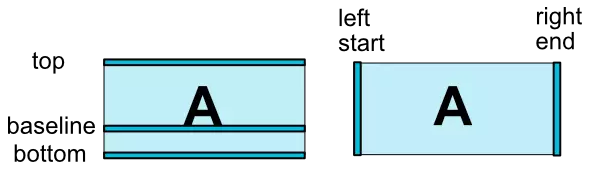 top
A
baseline
bottom
left
start
right
end
A